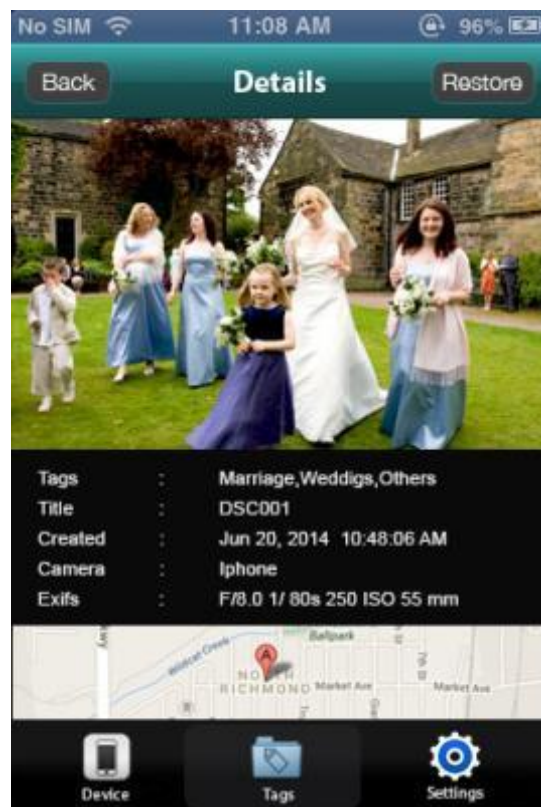 No SIM 11:08 AM 96%
Back Details Restore
Tags : Marriage,Weddigs,Others
Title : DSC001
Created : Jun 20, 2014 10:48:06 AM
Camera : Iphone
Exifs : F/8.0 1/ 80s 250 ISO 55 mm
Ballpark
Wildcat Creek
A
NORTH
RICHMOND Market Ave Market Ave
Device Tags Settings